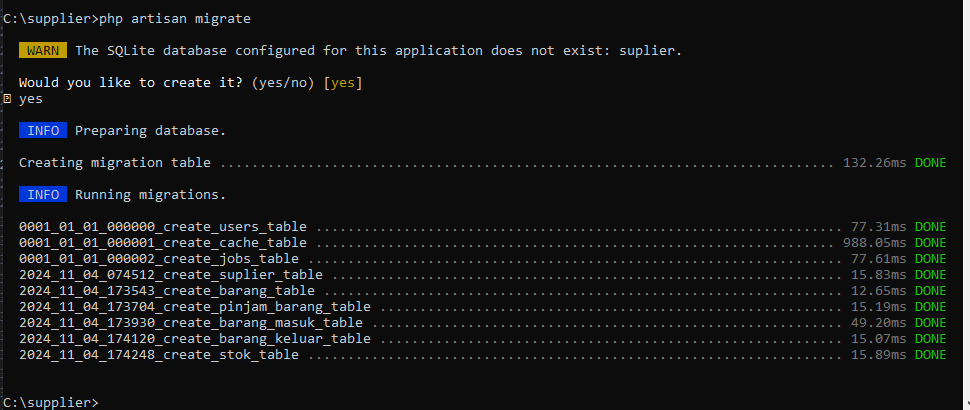 C:\supplier>php artisan migrate
WARN The SQLite database configured for this application does not exist: suplier.
Would you like to create it? (yes/no) [yes]
yes
INFO Preparing database.
Creating migration table ............................................................................. 132.26ms DONE
INFO Running migrations.
0001_01_01_000000_create_users_table .................................................................. 77.31ms DONE
0001_01_01_000001_create_cache_table ................................................................. 988.05ms DONE
0001_01_01_000002_create_jobs_table ................................................................... 77.61ms DONE
2024_11_04_074512_create_suplier_table ................................................................ 15.83ms DONE
2024_11_04_173543_create_barang_table ................................................................. 12.65ms DONE
2024_11_04_173704_create_pinjam_barang_table .......................................................... 15.19ms DONE
2024_11_04_173930_create_barang_masuk_table ........................................................... 49.20ms DONE
2024_11_04_174120_create_barang_keluar_table .......................................................... 15.07ms DONE
2024_11_04_174248_create_stok_table ................................................................... 15.89ms DONE
C:\supplier>